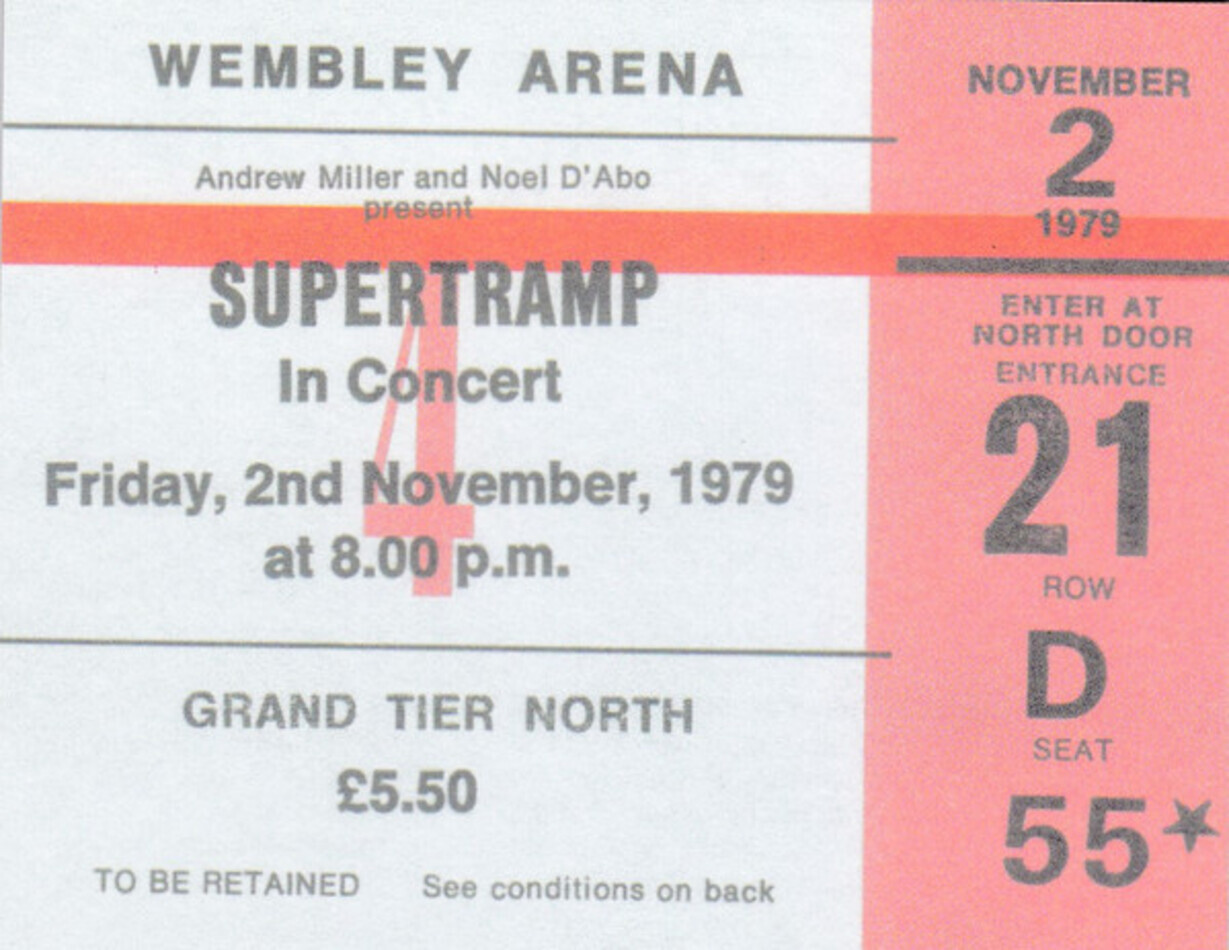 WEMBLEY ARENA
Andrew Miller and Noel D'Abo
present
SUPERTRAMP
In Concert
4
Friday, 2nd November, 1979
at 8.00 p.m.
GRAND TIER NORTH
£5.50
TO BE RETAINED See conditions on back
NOVEMBER
2
1979
ENTER AT
NORTH DOOR
ENTRANCE
21
ROW
D
SEAT
55★